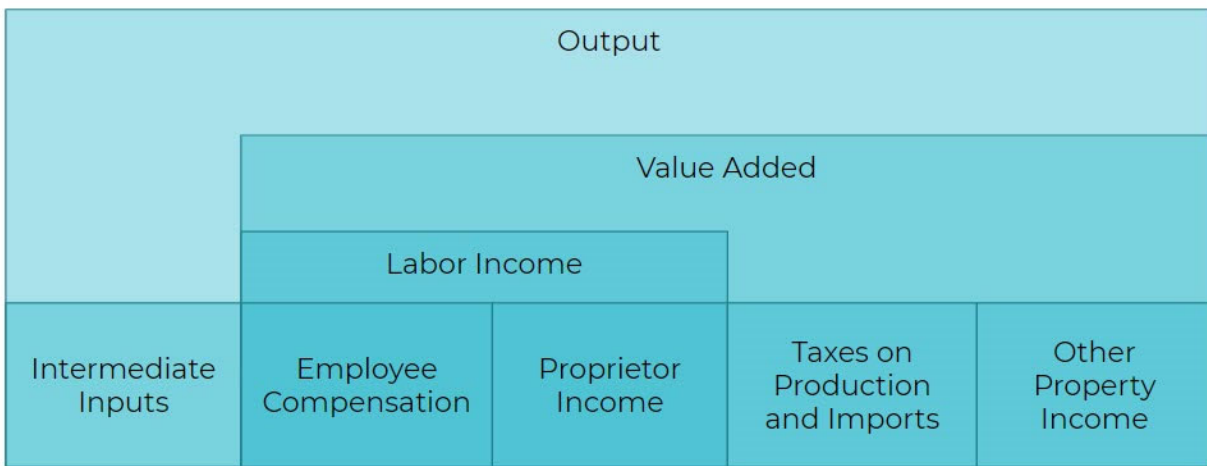 Output
Value Added
Labor Income
Intermediate
Inputs
Employee
Compensation
Proprietor
Income
Taxes on
Production
and Imports
Other
Property
Income